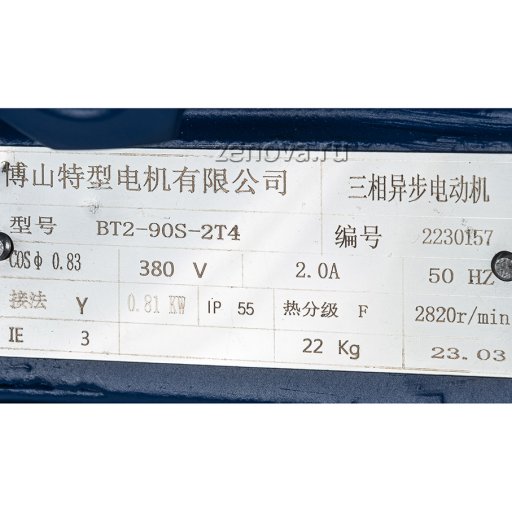 zenova.ru
博山特型电机有限公司 三相异步电动机
型号 BT2-90S-2T4 编号 2230157
COSΦ 0.83 380 V 2.0A 50 HZ
接法 Y 0.81 KW IP 55 热分级 F 2820r/min
IE 3 22 Kg 23.03